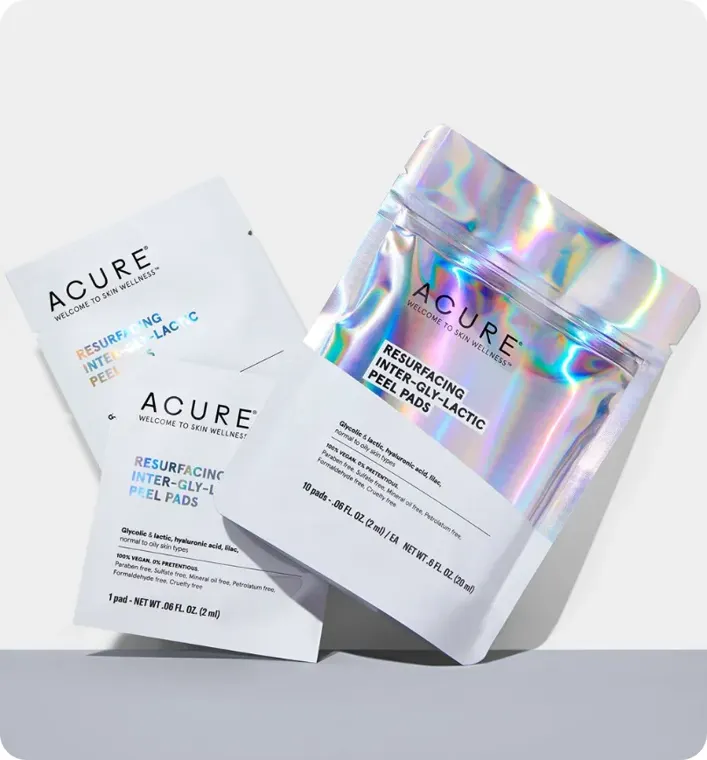 ACURE®
WELCOME TO SKIN WELLNESS™
RESURFACING
INTER-GLY-LACTIC
PEEL
ACURE®
WELCOME TO SKIN WELLNESS
RESURFACING
INTER-GLY-L
PEEL PADS
Glycolic & lactic, hyaluronic acid, lilac,
normal to oily skin types
100% VEGAN. 0% PRETENTIOUS.
Paraben free, Sulfate free, Mineral oil free, Petrolatum free,
Formaldehyde free, Cruelty free
1 pad - NET WT .06 FL. OZ. (2 ml)
ACURE®
WELCOME TO SKIN WELLNESS™
RESURFACING
INTER-GLY-LACTIC
PEEL PADS
Glycolic & lactic, hyaluronic acid, lilac,
normal to oily skin types
100% VEGAN. 0% PRETENTIOUS.
Paraben free, Sulfate free, Mineral oil free, Petrolatum free,
Formaldehyde free, Cruelty free
10 pads - .06 FL. OZ. (2 ml) / EA NET WT .6 FL. OZ. (20 ml)